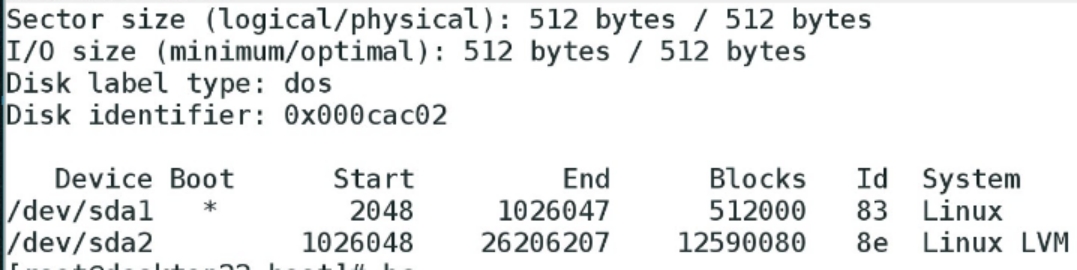 Sector size (logical/physical): 512 bytes / 512 bytes
I/O size (minimum/optimal): 512 bytes / 512 bytes
Disk label type: dos
Disk identifier: 0x000cac02
Device Boot Start End Blocks Id System
/dev/sda1 * 2048 1026047 512000 83 Linux
/dev/sda2 1026048 26206207 12590080 8e Linux LVM